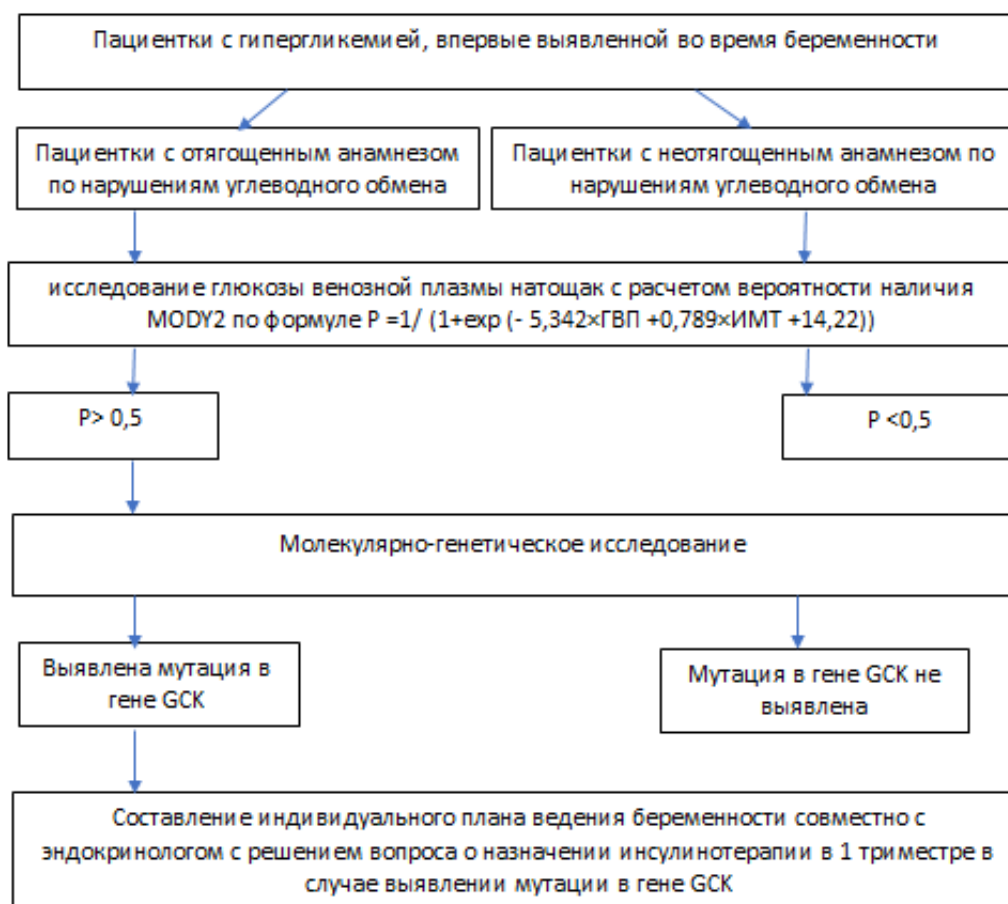 Пациентки с гипергликемией, впервые выявленной во время беременности
Пациентки с отягощенным анамнезом
по нарушениям углеводного обмена
Пациентки с неотягощенным анамнезом по
нарушениям углеводного обмена
исследование глюкозы венозной плазмы натощак с расчетом вероятности наличия
MODY2 по формуле P =1/ (1+exp (- 5,342×ГВП +0,789×ИМТ +14,22))
P> 0,5
P <0,5
Молекулярно-генетическое исследование
Выявлена мутация в
гене GCK
Мутация в гене GCK не
выявлена
Составление индивидуального плана ведения беременности совместно с
эндокринологом с решением вопроса о назначении инсулинотерапии в 1 триместре в
случае выявлении мутации в гене GCK